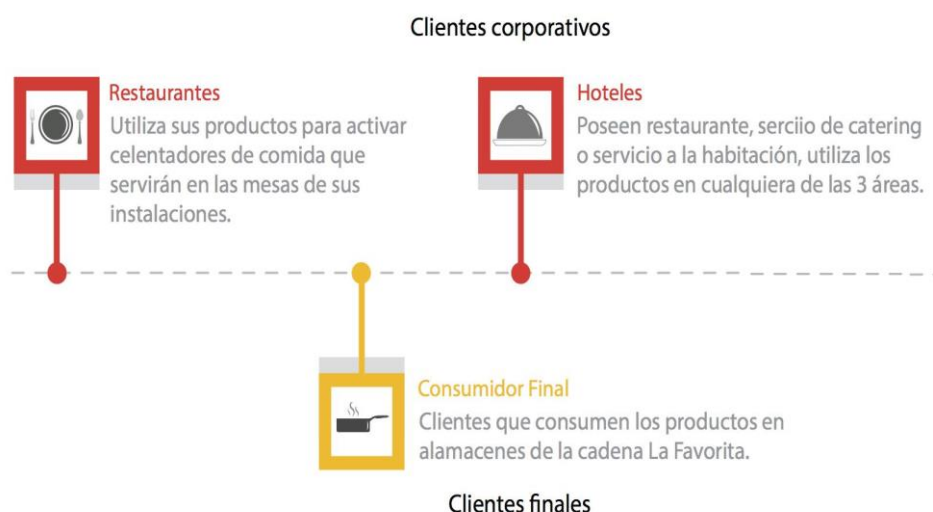 Clientes corporativos
Restaurantes
Utiliza sus productos para activar
celentadores de comida que
servirán en las mesas de sus
instalaciones.
Hoteles
Poseen restaurante, serciio de catering
o servicio a la habitación, utiliza los
productos en cualquiera de las 3 áreas.
Consumidor Final
Clientes que consumen los productos en
alamacenes de la cadena La Favorita.
Clientes finales